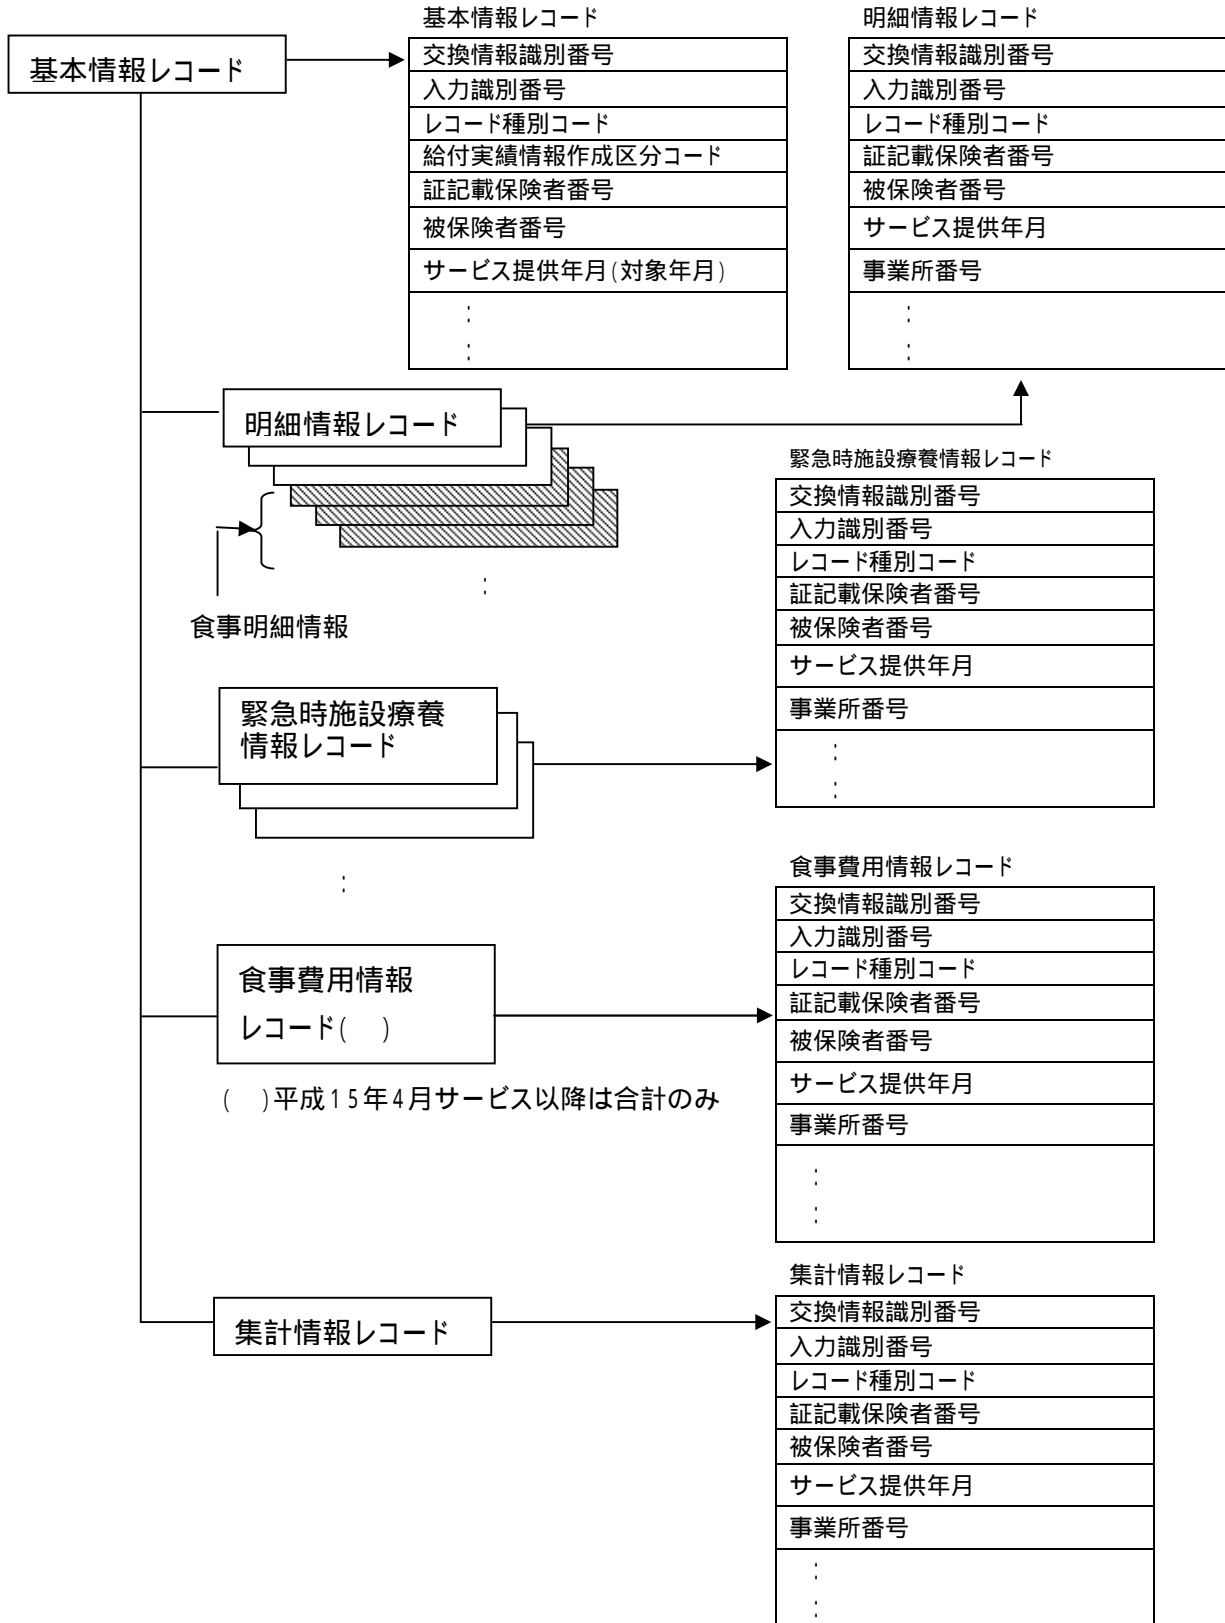 基本情報レコード
基本情報レコード
交換情報識別番号
入力識別番号
レコード種別コード
給付実績情報作成区分コード
証記載保険者番号
被保険者番号
サービス提供年月(対象年月)
:
:
明細情報レコード
交換情報識別番号
入力識別番号
レコード種別コード
証記載保険者番号
被保険者番号
サービス提供年月
事業所番号
:
:
明細情報レコード
:
食事明細情報
緊急時施設療養情報レコード
交換情報識別番号
入力識別番号
レコード種別コード
証記載保険者番号
被保険者番号
サービス提供年月
事業所番号
:
:
緊急時施設療養
情報レコード
:
食事費用情報レコード
交換情報識別番号
入力識別番号
レコード種別コード
証記載保険者番号
被保険者番号
サービス提供年月
事業所番号
:
:
食事費用情報
レコード(　)
(　)平成15年4月サービス以降は合計のみ
集計情報レコード
集計情報レコード
交換情報識別番号
入力識別番号
レコード種別コード
証記載保険者番号
被保険者番号
サービス提供年月
事業所番号
:
: